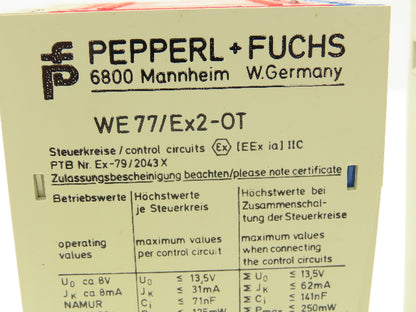 PEPPERL + FUCHS
6800 Mannheim W.Germany
WE 77/Ex2-OT
Steuerkreise / control circuits Ex [EEx ia] IIC
PTB Nr. Ex-79/2043 X
Zulassungsbescheinigung beachten/please note certificate
Betriebswerte Höchstwerte je Steuerkreis Höchstwerte bei Zusammenschal-
tung der Steuerkreise
operating values maximum values per control circuit maximum values when connecting the control circuits
U₀ ca 8V U₀ ≤ 13,5V Σ U₀ ≤ 13,5V
JK ca 8mA JK ≤ 31mA Σ JK ≤ 62mA
NAMUR Ci ≤ 71nF Σ Ci ≤ 141nF
≤ 125mW Σ Pmax ≤ 250mW